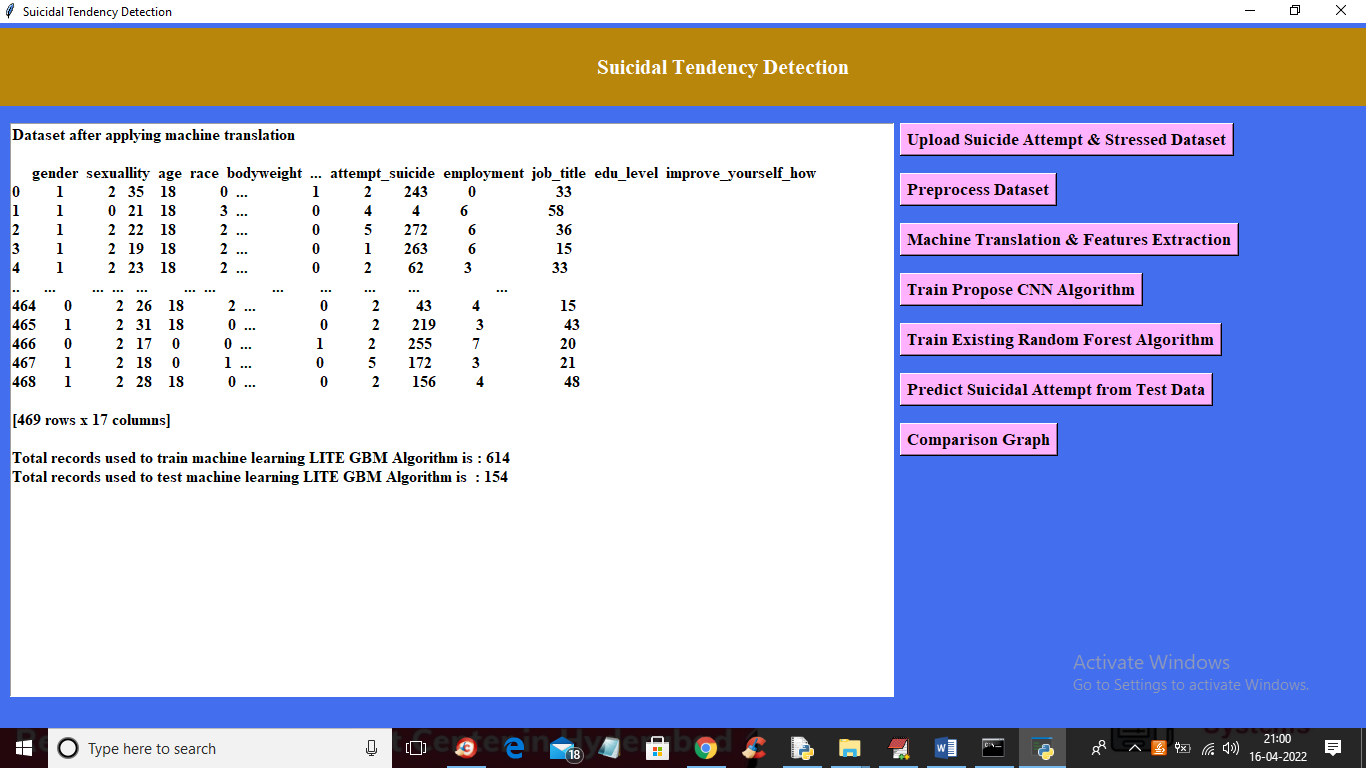 Suicidal Tendency Detection
Suicidal Tendency Detection
Dataset after applying machine translation
gender sexuallity age race bodyweight ... attempt_suicide employment job_title edu_level improve_yourself_how
0 1 2 35 18 0 ... 1 2 243 0 33
1 1 0 21 18 3 ... 0 4 4 6 58
2 1 2 22 18 2 ... 0 5 272 6 36
3 1 2 19 18 2 ... 0 1 263 6 15
4 1 2 23 18 2 ... 0 2 62 3 33
.. ... ... ... ... ... ... ... ... ... ... ...
464 0 2 26 18 2 ... 0 2 43 4 15
465 1 2 31 18 0 ... 0 2 219 3 43
466 0 2 17 0 0 ... 1 2 255 7 20
467 1 2 18 0 1 ... 0 5 172 3 21
468 1 2 28 18 0 ... 0 2 156 4 48
[469 rows x 17 columns]
Total records used to train machine learning LITE GBM Algorithm is : 614
Total records used to test machine learning LITE GBM Algorithm is : 154
Upload Suicide Attempt & Stressed Dataset
Preprocess Dataset
Machine Translation & Features Extraction
Train Propose CNN Algorithm
Train Existing Random Forest Algorithm
Predict Suicidal Attempt from Test Data
Comparison Graph
Activate Windows
Go to Settings to activate Windows.
Type here to search
18
21:00
16-04-2022